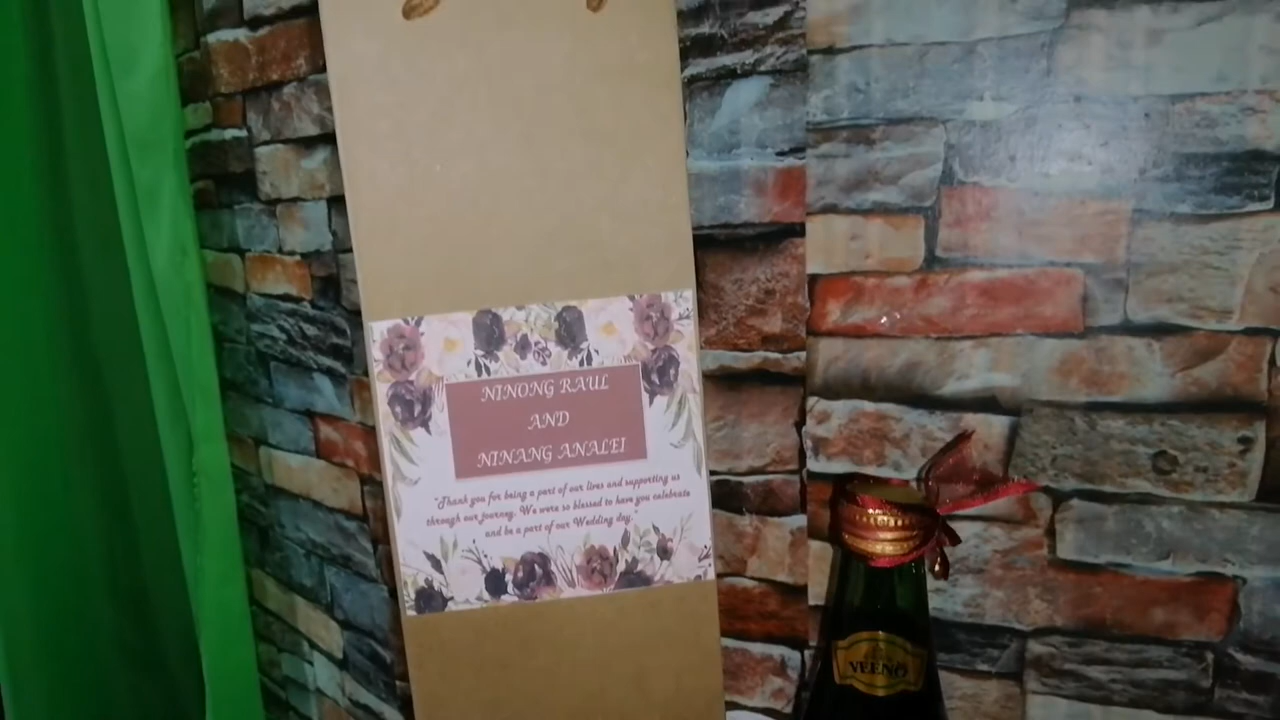 NINONG RAUL
AND
NINANG ANALEI
"Thank you for being a part of our lives and supporting us
through our journey. We were so blessed to have you celebrate
and be a part of our Wedding day."
VEENO